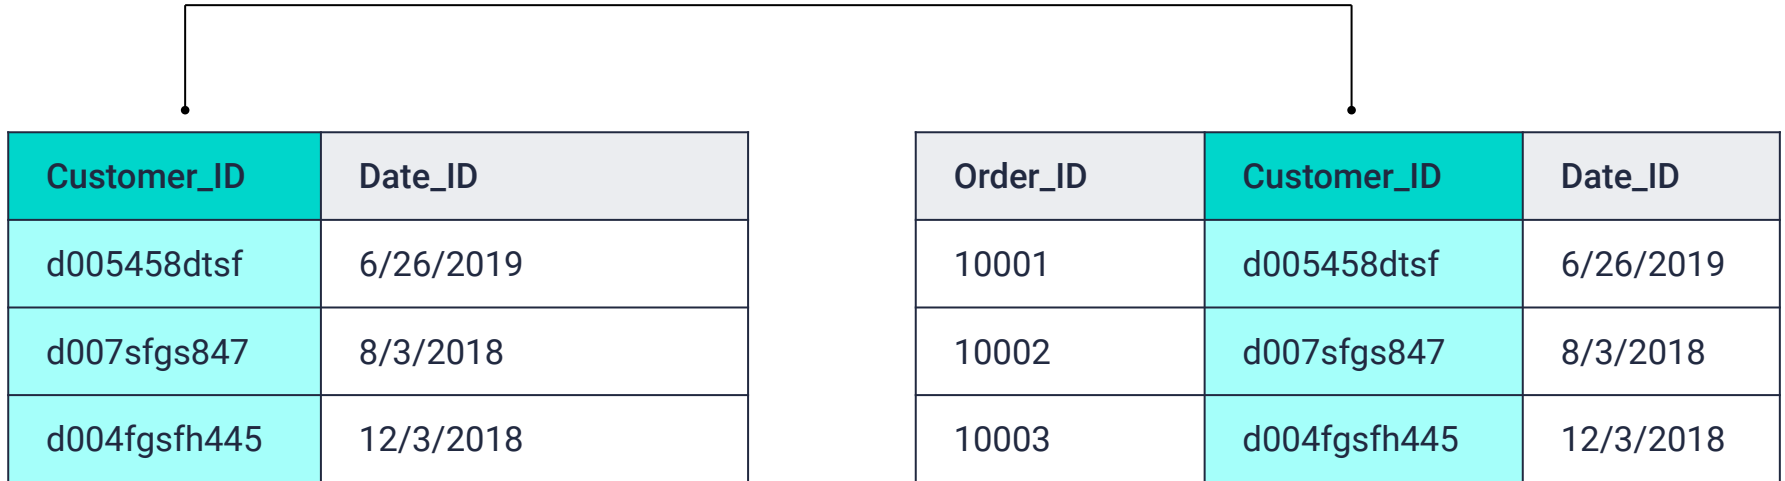 Customer_ID Date_ID Order_ID Customer_ID Date_ID
d005458dtsf 6/26/2019 10001 d005458dtsf 6/26/2019
d007sfgs847 8/3/2018 10002 d007sfgs847 8/3/2018
d004fgsfh445 12/3/2018 10003 d004fgsfh445 12/3/2018